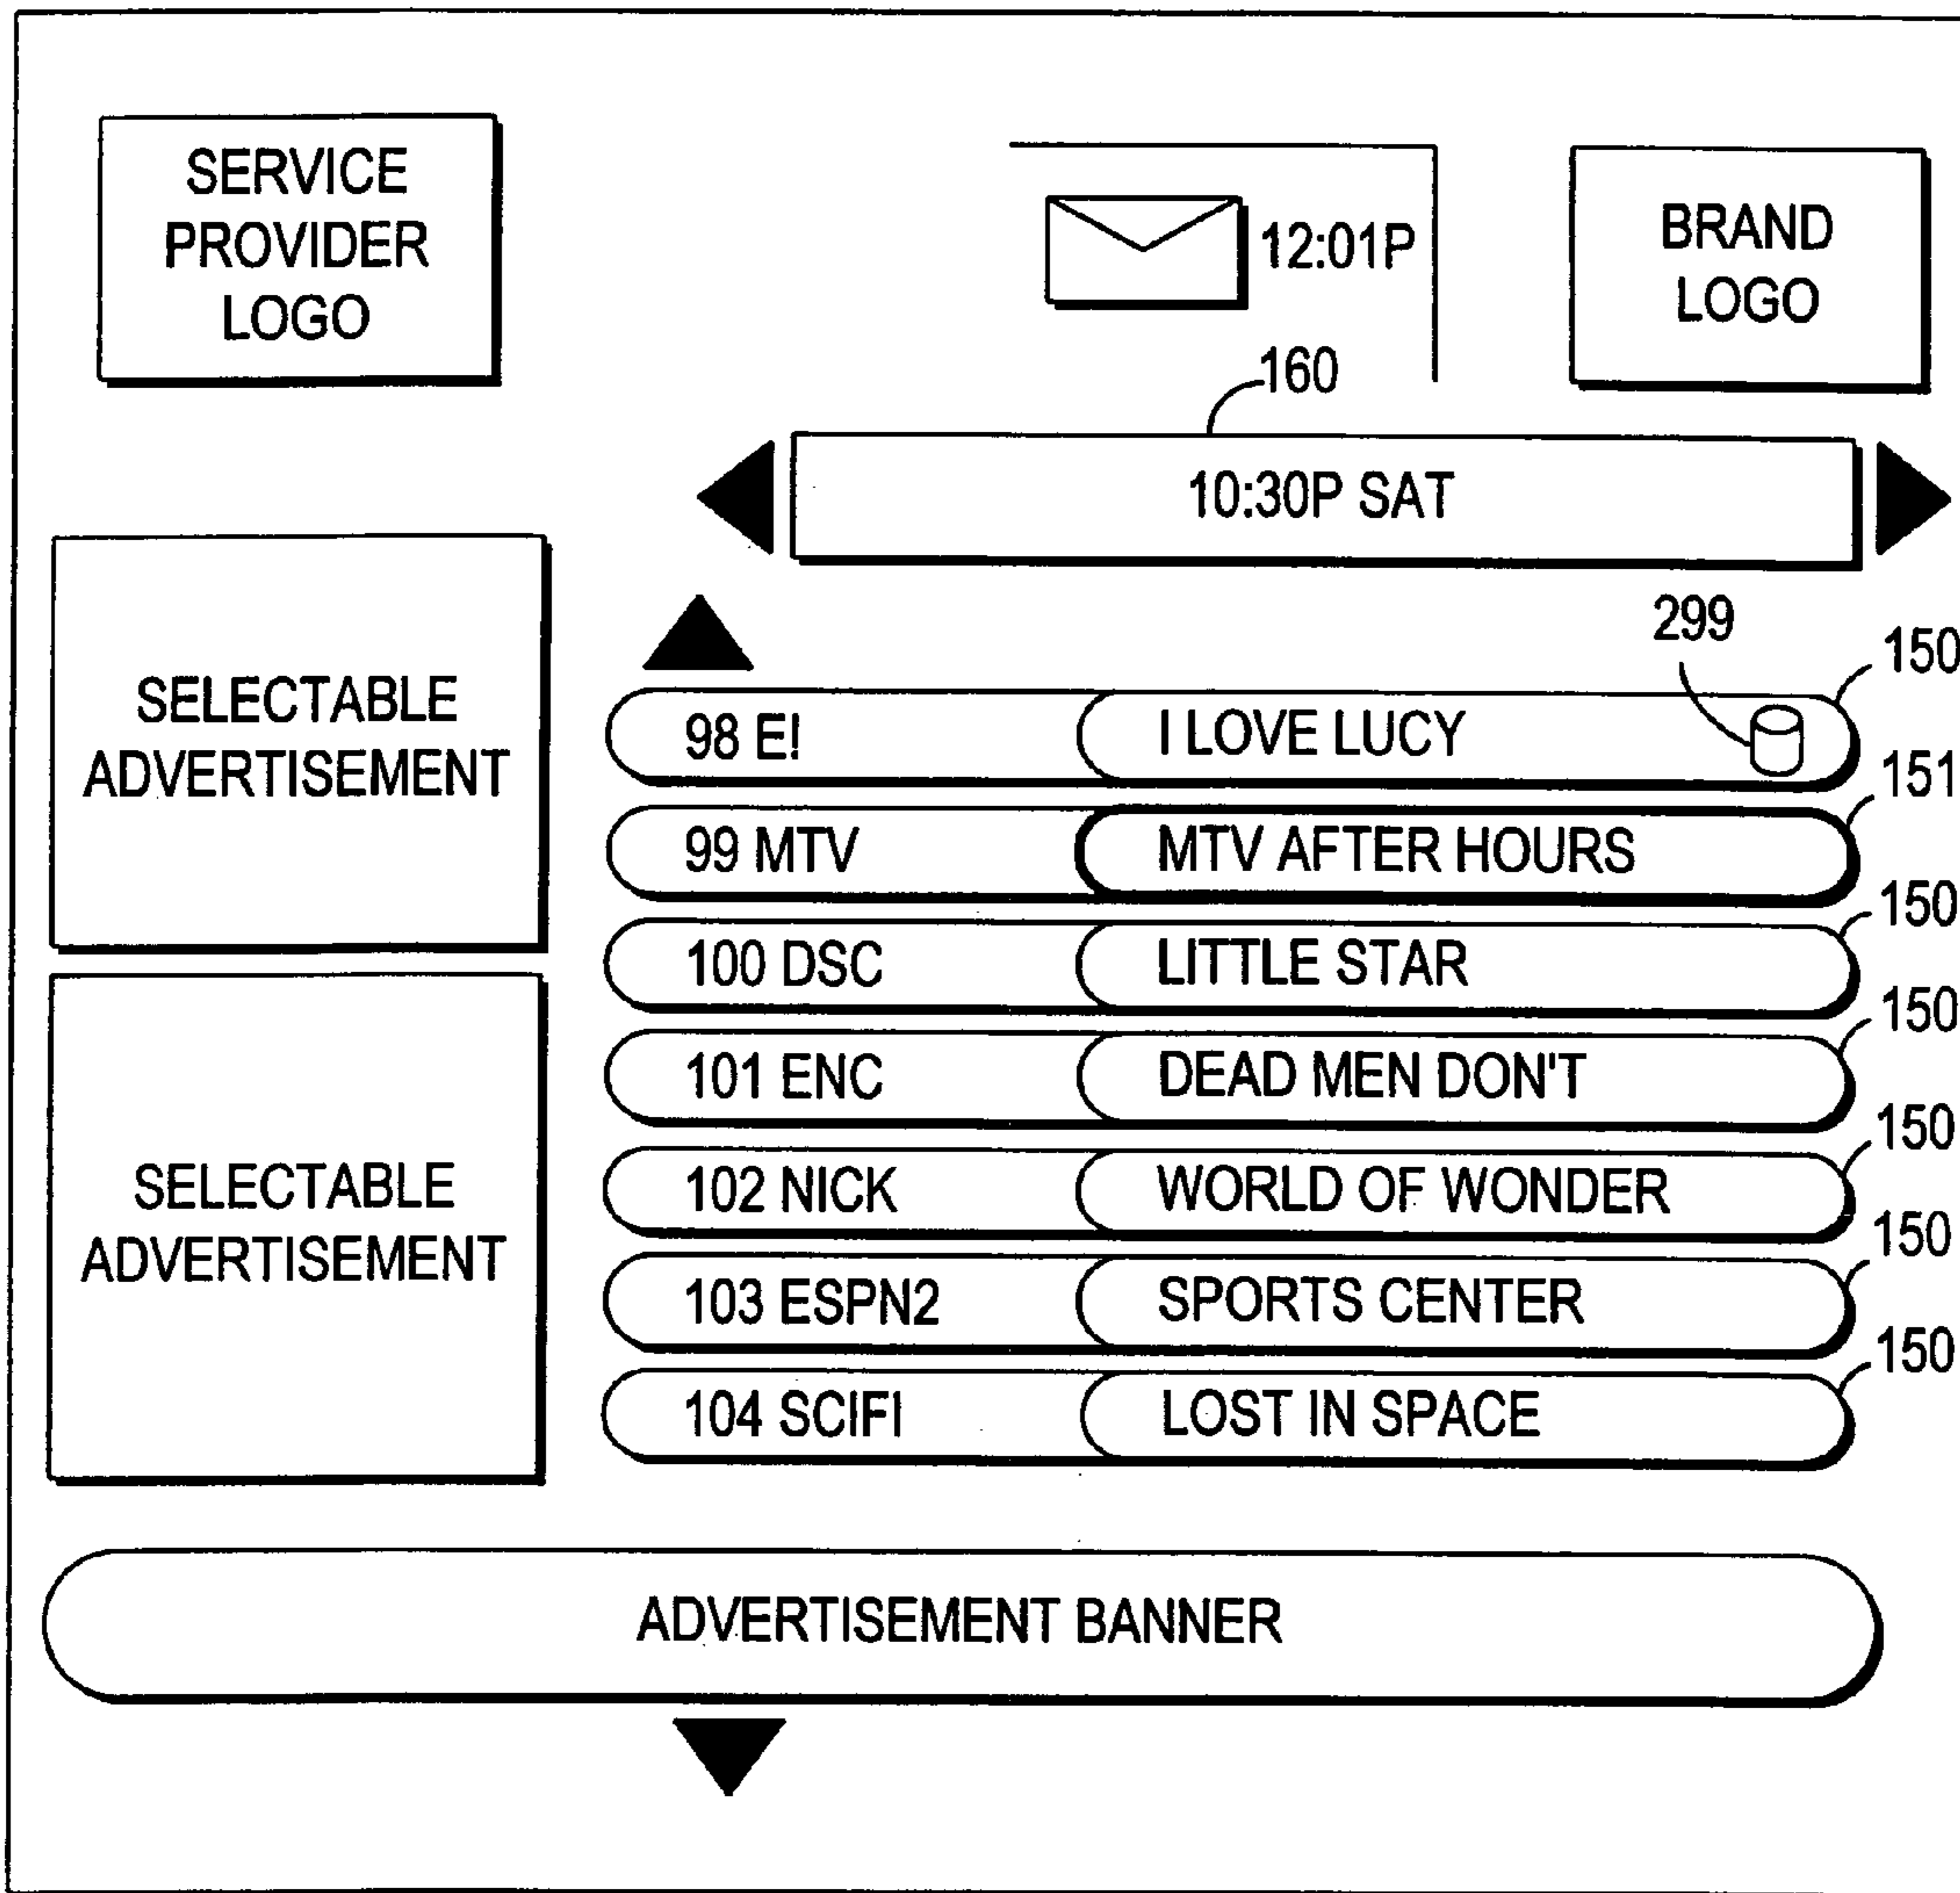 SERVICE
PROVIDER
LOGO
12:01P
BRAND
LOGO
160
10:30P SAT
299
150
98 E! I LOVE LUCY
151
99 MTV MTV AFTER HOURS
150
100 DSC LITTLE STAR
150
101 ENC DEAD MEN DON'T
150
102 NICK WORLD OF WONDER
150
103 ESPN2 SPORTS CENTER
150
104 SCIFI LOST IN SPACE
SELECTABLE
ADVERTISEMENT
SELECTABLE
ADVERTISEMENT
ADVERTISEMENT BANNER